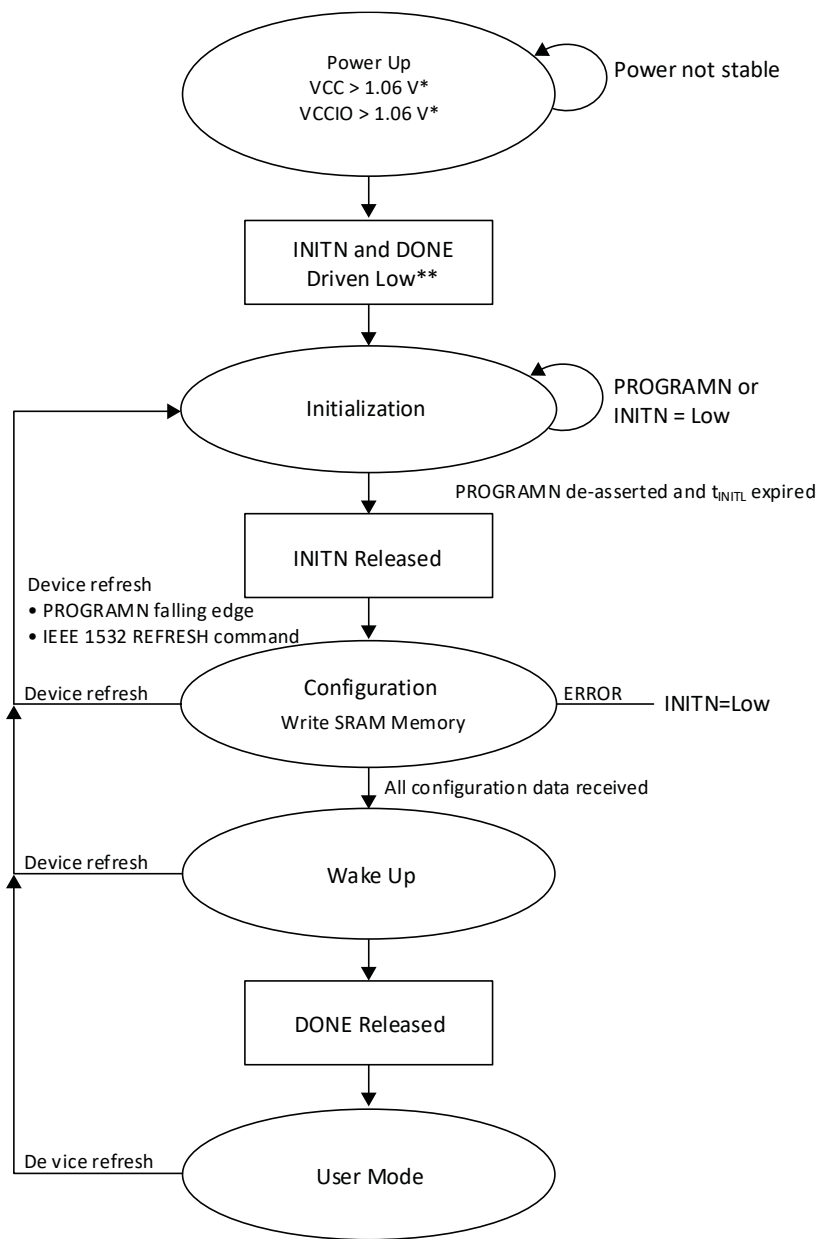 Power Up
VCC > 1.06 V*
VCCIO > 1.06 V*
Power not stable
INITN and DONE
Driven Low**
Initialization
PROGRAMN or
INITN = Low
PROGRAMN de-asserted and tINITL expired
INITN Released
Device refresh
• PROGRAMN falling edge
• IEEE 1532 REFRESH command
Device refresh
Configuration
Write SRAM Memory
ERROR
INITN=Low
All configuration data received
Device refresh
Wake Up
DONE Released
De vice refresh
User Mode